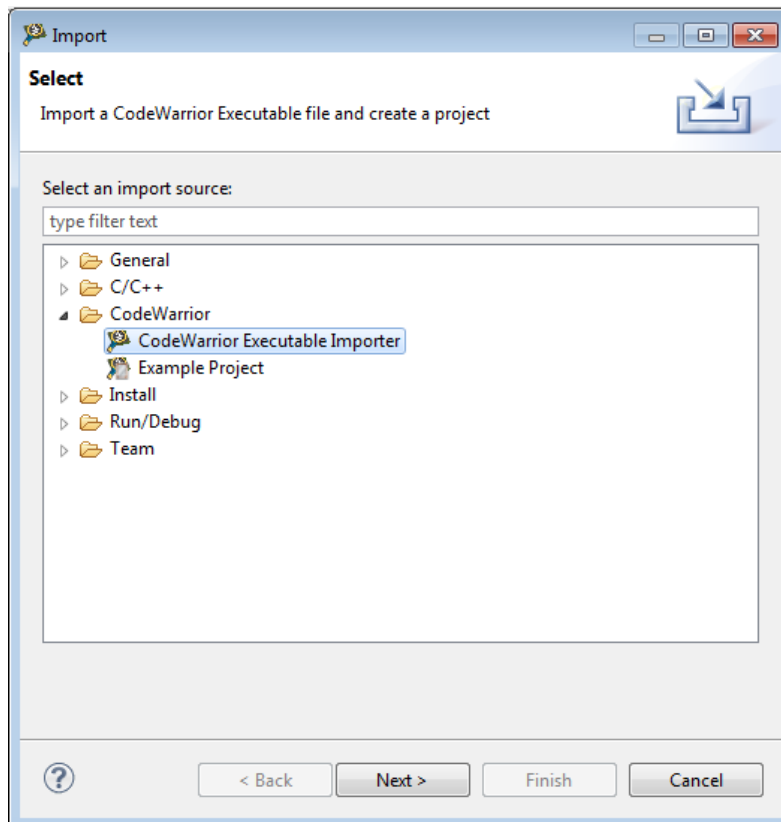 Import
Select
Import a CodeWarrior Executable file and create a project
Select an import source:
type filter text
General
C/C++
CodeWarrior
CodeWarrior Executable Importer
Example Project
Install
Run/Debug
Team
? < Back Next > Finish Cancel